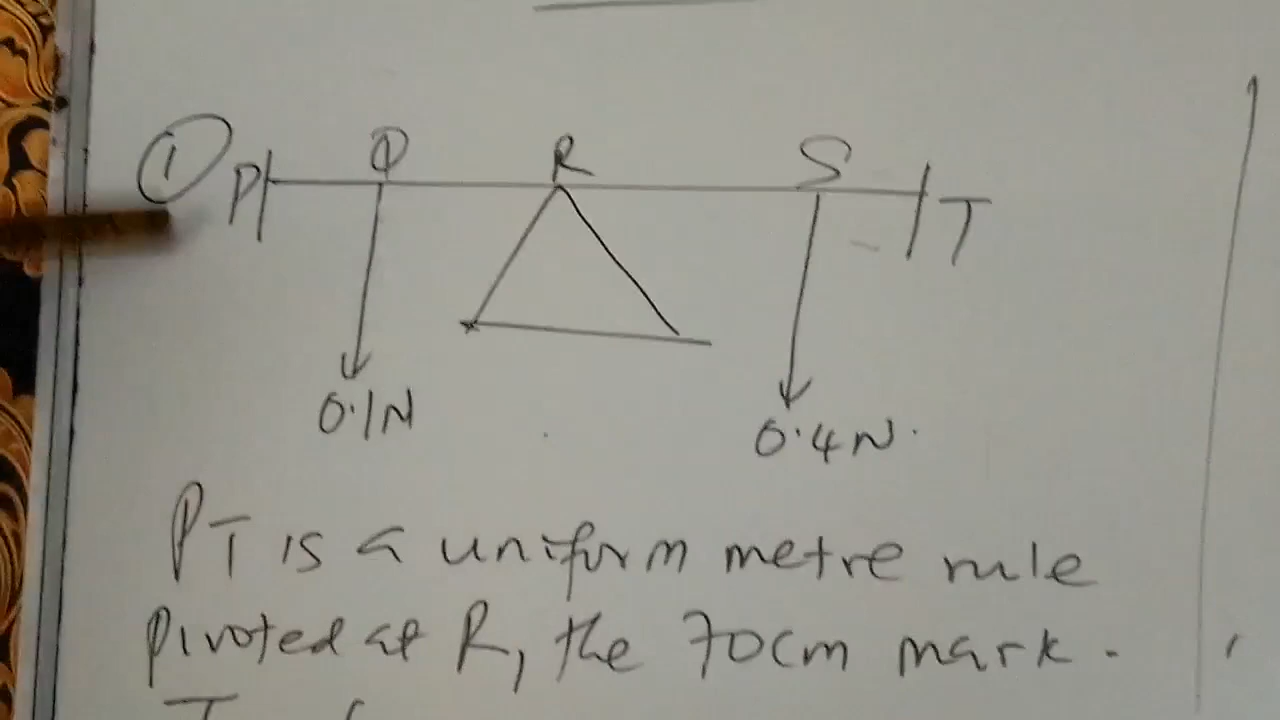 ① P Q R S T
0.1N 0.4N.
PT is a uniform metre rule
pivoted at R, the 70cm mark.